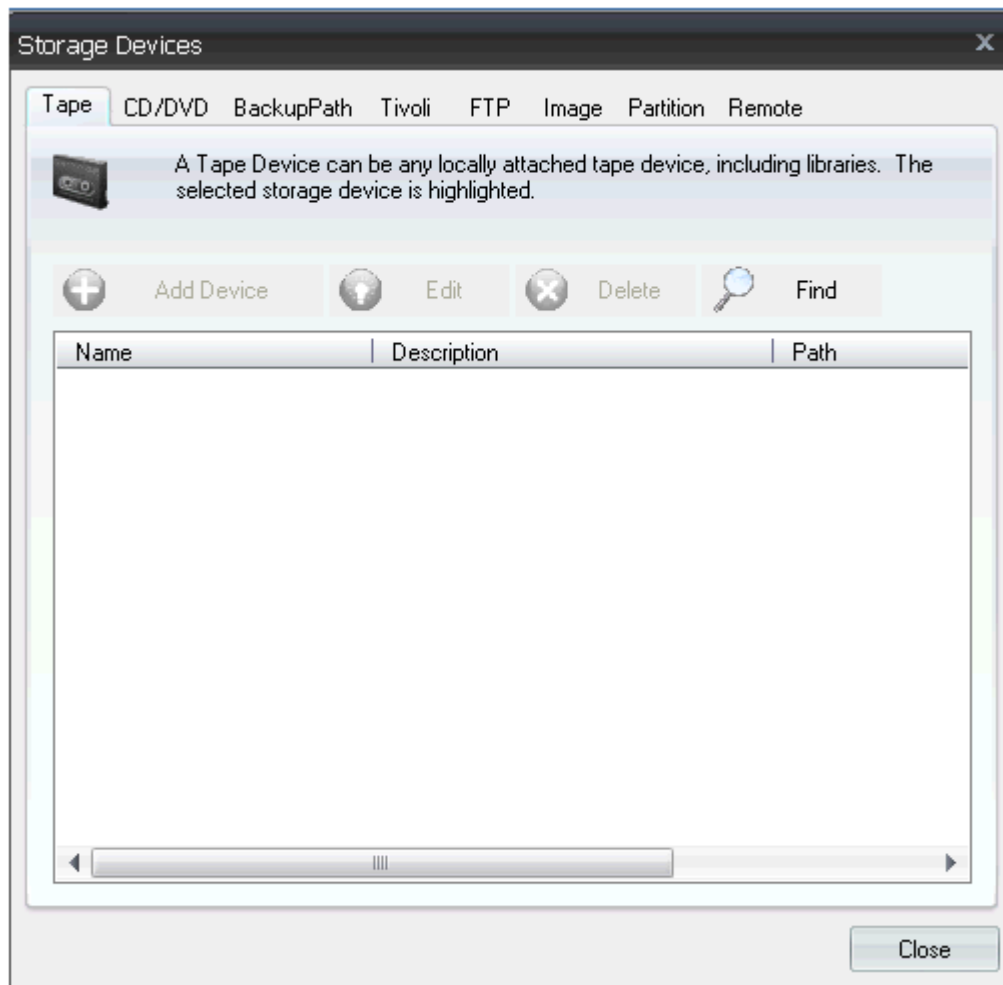 Storage Devices
Tape CD/DVD BackupPath Tivoli FTP Image Partition Remote
A Tape Device can be any locally attached tape device, including libraries. The
selected storage device is highlighted.
Add Device Edit Delete Find
Name Description Path
Close